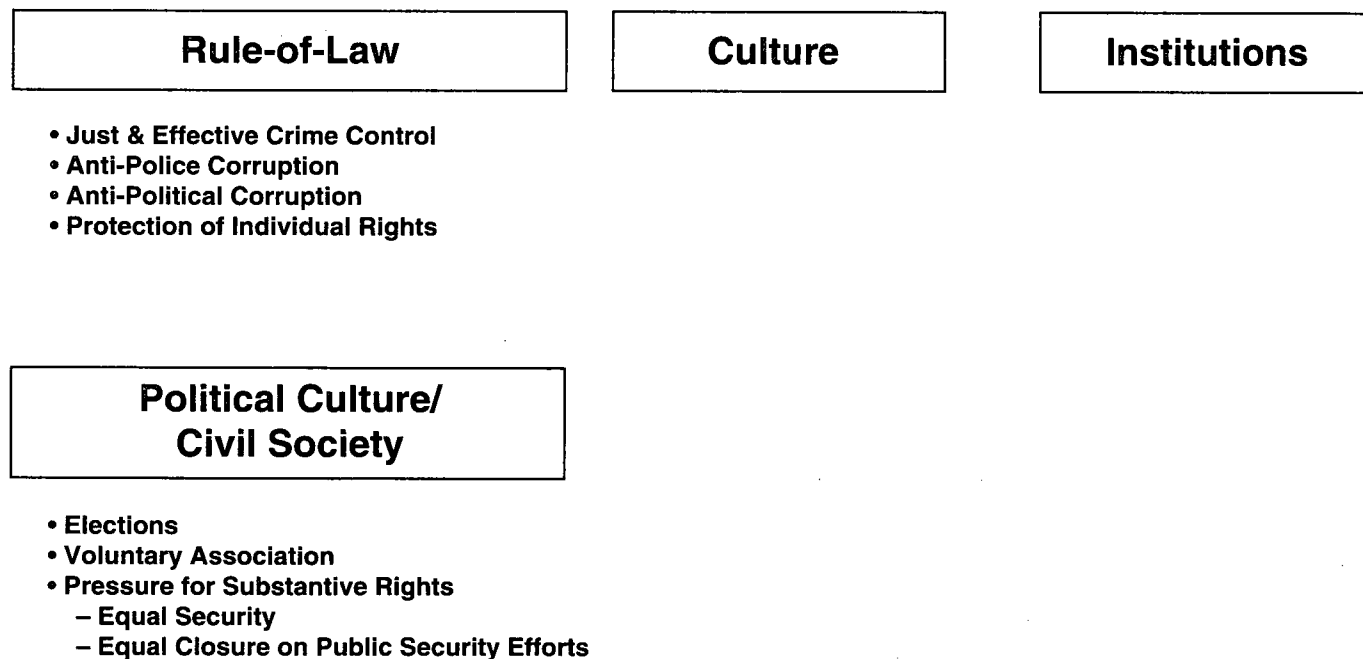 Rule-of-Law
Culture
Institutions
• Just & Effective Crime Control
• Anti-Police Corruption
• Anti-Political Corruption
• Protection of Individual Rights
Political Culture/
Civil Society
• Elections
• Voluntary Association
• Pressure for Substantive Rights
– Equal Security
– Equal Closure on Public Security Efforts